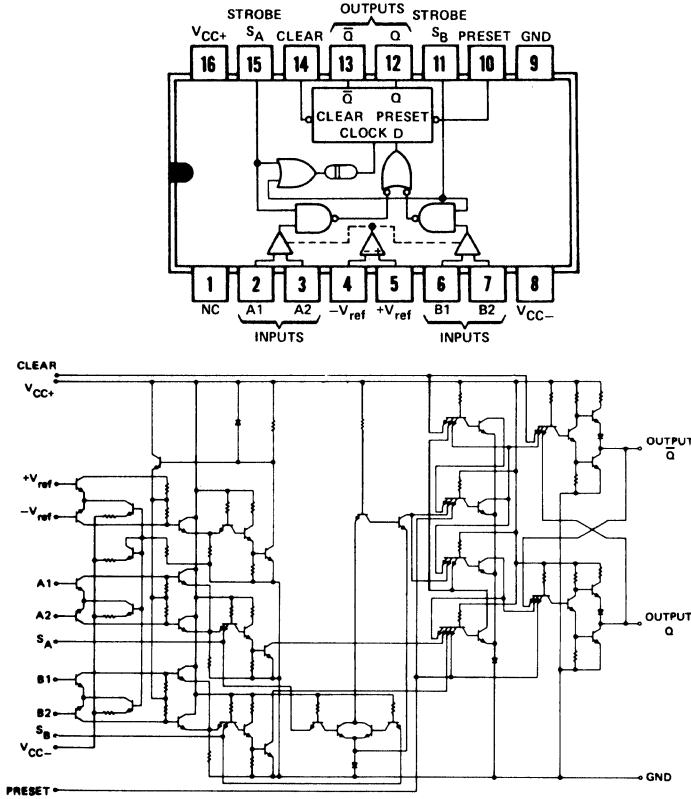 OUTPUTS
STROBE STROBE
VCC+ SA CLEAR Q̅ Q SB PRESET GND
16 15 14 13 12 11 10 9
Q̅ Q
CLEAR PRESET
CLOCK D
- +
1 2 3 4 5 6 7 8
NC A1 A2 −Vref +Vref B1 B2 VCC−
INPUTS INPUTS
CLEAR
VCC+
OUTPUT
Q̅
+Vref
−Vref
A1
A2
OUTPUT
Q
SA
B1
B2
SB
VCC−
GND
PRESET